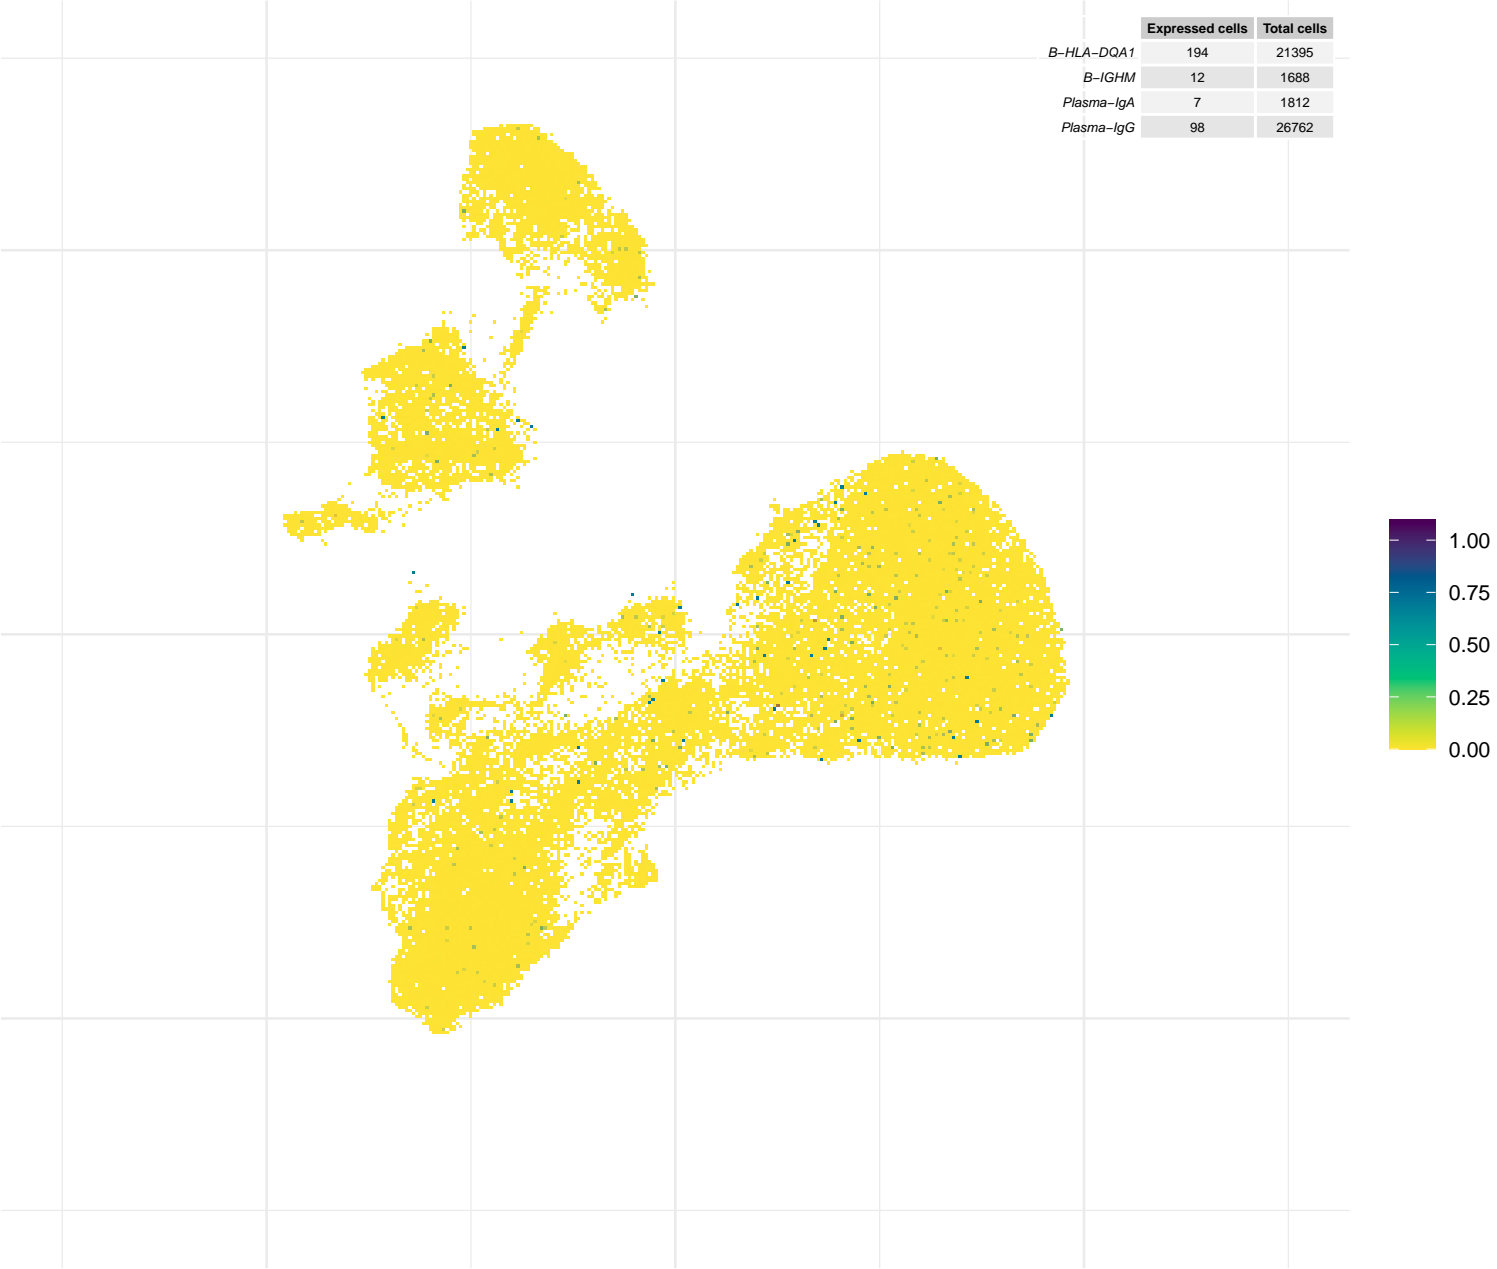 Expressed cells Total cells
B−HLA−DQA1 194 21395
B−IGHM 12 1688
Plasma−IgA 7 1812
Plasma−IgG 98 26762
1.00
0.75
0.50
0.25
0.00